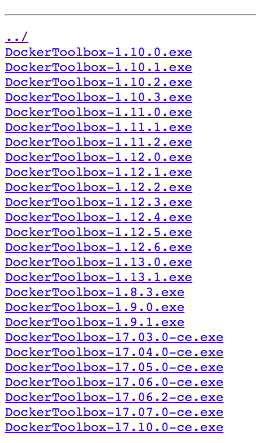 ../
DockerToolbox-1.10.0.exe
DockerToolbox-1.10.1.exe
DockerToolbox-1.10.2.exe
DockerToolbox-1.10.3.exe
DockerToolbox-1.11.0.exe
DockerToolbox-1.11.1.exe
DockerToolbox-1.11.2.exe
DockerToolbox-1.12.0.exe
DockerToolbox-1.12.1.exe
DockerToolbox-1.12.2.exe
DockerToolbox-1.12.3.exe
DockerToolbox-1.12.4.exe
DockerToolbox-1.12.5.exe
DockerToolbox-1.12.6.exe
DockerToolbox-1.13.0.exe
DockerToolbox-1.13.1.exe
DockerToolbox-1.8.3.exe
DockerToolbox-1.9.0.exe
DockerToolbox-1.9.1.exe
DockerToolbox-17.03.0-ce.exe
DockerToolbox-17.04.0-ce.exe
DockerToolbox-17.05.0-ce.exe
DockerToolbox-17.06.0-ce.exe
DockerToolbox-17.06.2-ce.exe
DockerToolbox-17.07.0-ce.exe
DockerToolbox-17.10.0-ce.exe